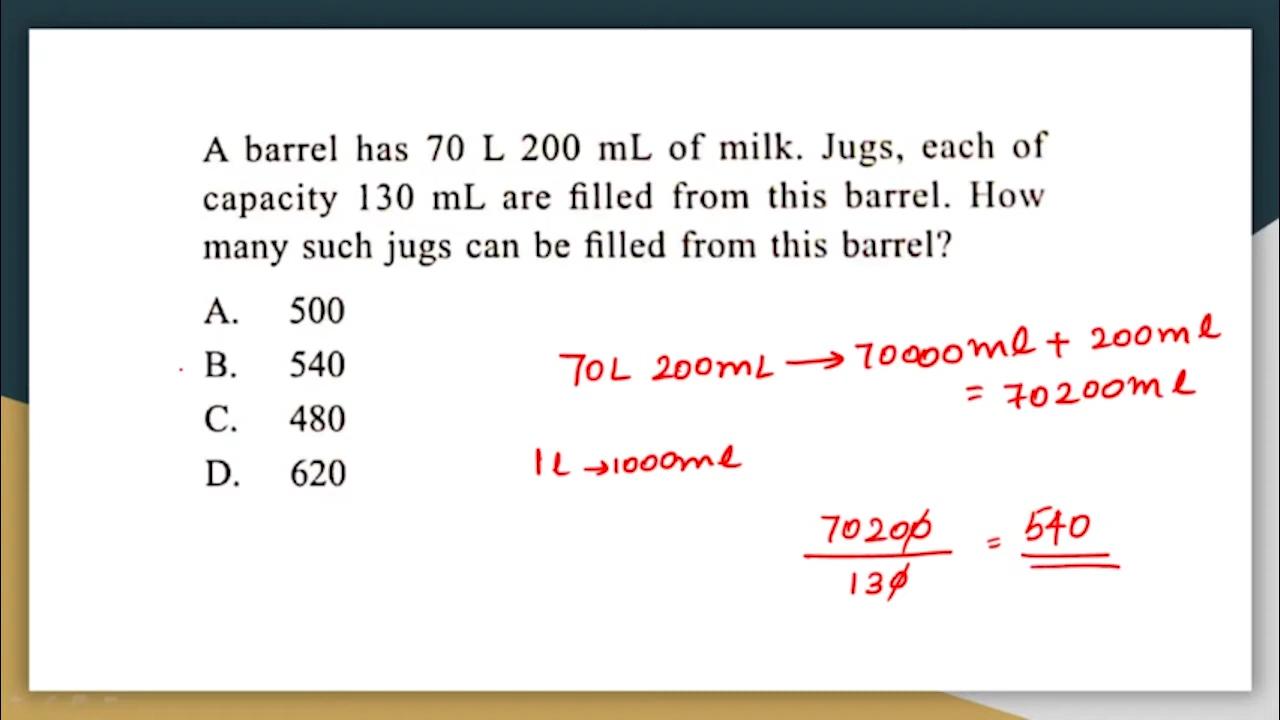 A barrel has 70 L 200 mL of milk. Jugs, each of
capacity 130 mL are filled from this barrel. How
many such jugs can be filled from this barrel?
A. 500
B. 540
C. 480
D. 620
70L 200mL → 70000ml + 200ml
= 70200ml
1L → 1000ml
70200
130
= 540